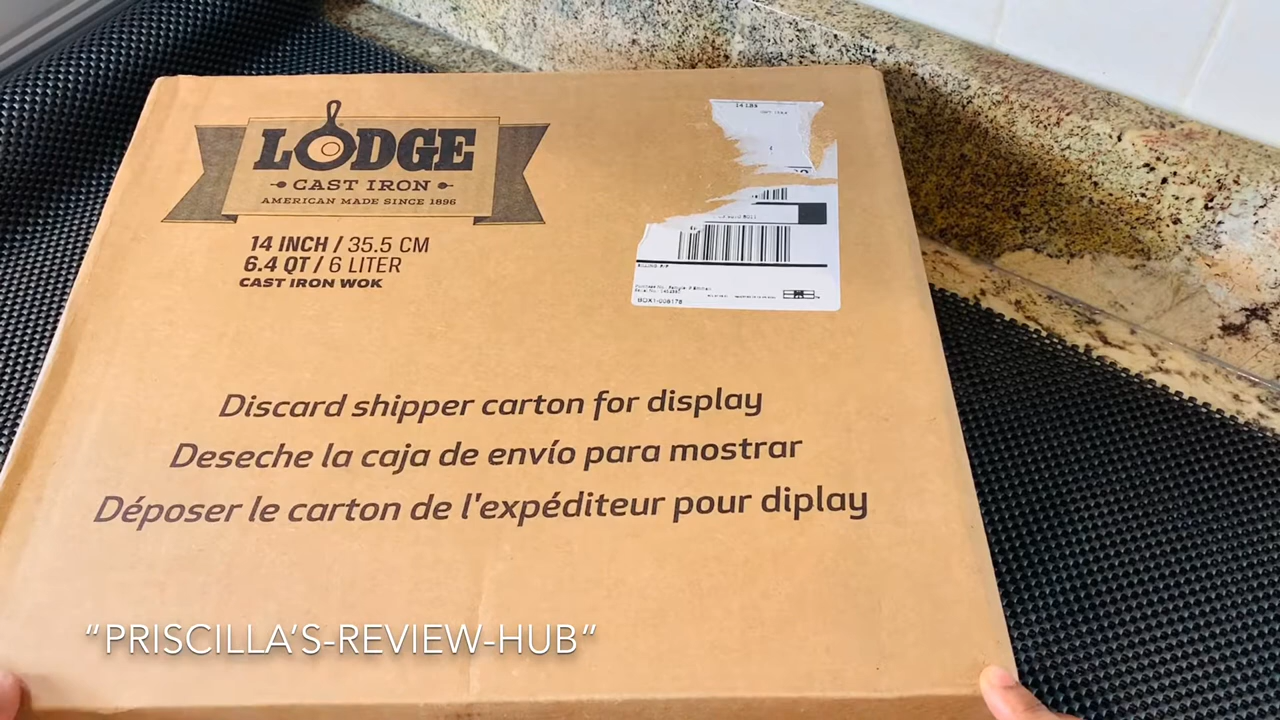 LODGE
CAST IRON
AMERICAN MADE SINCE 1896
14 INCH / 35.5 CM
6.4 QT / 6 LITER
CAST IRON WOK
14 LBS
BOX1-008176
Discard shipper carton for display
Deseche la caja de envío para mostrar
Déposer le carton de l'expéditeur pour diplay
“PRISCILLA’S-REVIEW-HUB“